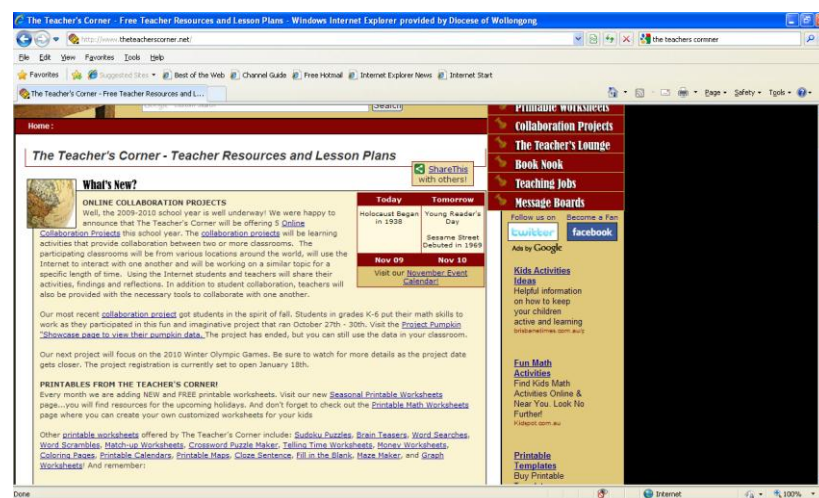 The Teacher's Corner - Free Teacher Resources and Lesson Plans - Windows Internet Explorer provided by Diocese of Wollongong
http://www.theteacherscorner.net/
the teachers cornner
File Edit View Favorites Tools Help
Favorites Suggested Sites Best of the Web Channel Guide Free Hotmail Internet Explorer News Internet Start
The Teacher's Corner - Free Teacher Resources and L...
Page Safety Tools
Search
Home :
The Teacher's Corner - Teacher Resources and Lesson Plans
ShareThis
with others!
What's New?
ONLINE COLLABORATION PROJECTS
Well, the 2009-2010 school year is well underway! We were happy to
announce that The Teacher's Corner will be offering 5 Online
Collaboration Projects this school year. The collaboration projects will be learning
activities that provide collaboration between two or more classrooms. The
participating classrooms will be from various locations around the world, will use the
Internet to interact with one another and will be working on a similar topic for a
specific length of time. Using the Internet students and teachers will share their
activities, findings and reflections. In addition to student collaboration, teachers will
also be provided with the necessary tools to collaborate with one another.
Today Tomorrow
Holocaust Began
in 1938
Young Reader's
Day
Sesame Street
Debuted in 1969
Nov 09 Nov 10
Visit our November Event
Calendar!
Our most recent collaboration project got students in the spirit of fall. Students in grades K-6 put their math skills to
work as they participated in this fun and imaginative project that ran October 27th - 30th. Visit the Project Pumpkin
"Showcase page to view their pumpkin data. The project has ended, but you can still use the data in your classroom.
Our next project will focus on the 2010 Winter Olympic Games. Be sure to watch for more details as the project date
gets closer. The project registration is currently set to open January 18th.
PRINTABLES FROM THE TEACHER'S CORNER!
Every month we are adding NEW and FREE printable worksheets. Visit our new Seasonal Printable Worksheets
page...you will find resources for the upcoming holidays. And don't forget to check out the Printable Math Worksheets
page where you can create your own customized worksheets for your kids
Other printable worksheets offered by The Teacher's Corner include: Sudoku Puzzles, Brain Teasers, Word Searches,
Word Scrambles, Match-up Worksheets, Crossword Puzzle Maker, Telling Time Worksheets, Money Worksheets,
Coloring Pages, Printable Calendars, Printable Maps, Cloze Sentence, Fill in the Blank, Maze Maker, and Graph
Worksheets! And remember:
Printable Worksheets
Collaboration Projects
The Teacher's Lounge
Book Nook
Teaching Jobs
Message Boards
Follow us on Become a Fan
twitter facebook
Ads by Google
Kids Activities
Ideas
Helpful information
on how to keep
your children
active and learning
brisbanetimes.com.au/g
Fun Math
Activities
Find Kids Math
Activities Online &
Near You. Look No
Further!
Kidspot.com.au
Printable
Templates
Buy Printable
Done
Internet
100%